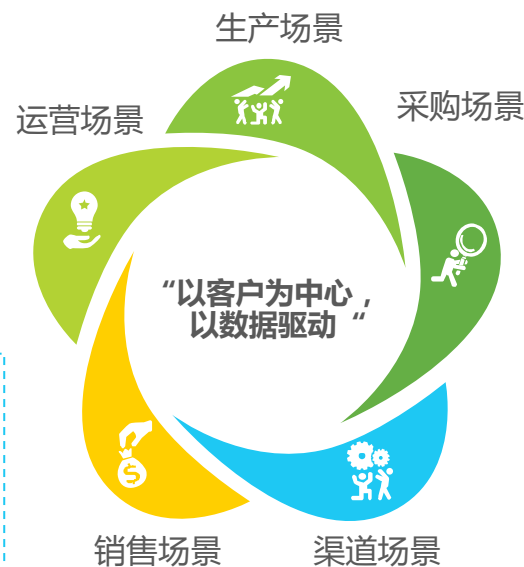 生产场景
采购场景
运营场景
“以客户为中心，
以数据驱动“
$
销售场景
渠道场景